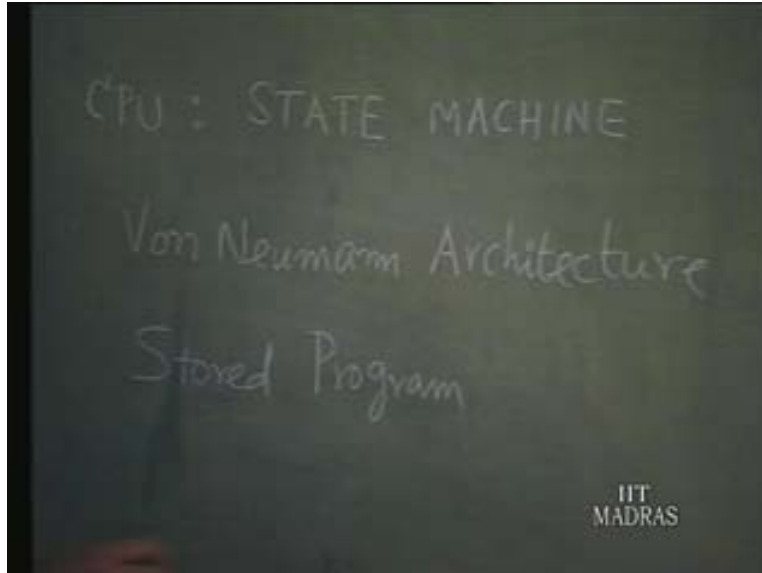 CPU : STATE MACHINE
Von Neumann Architecture
Stored Program
IIT
MADRAS